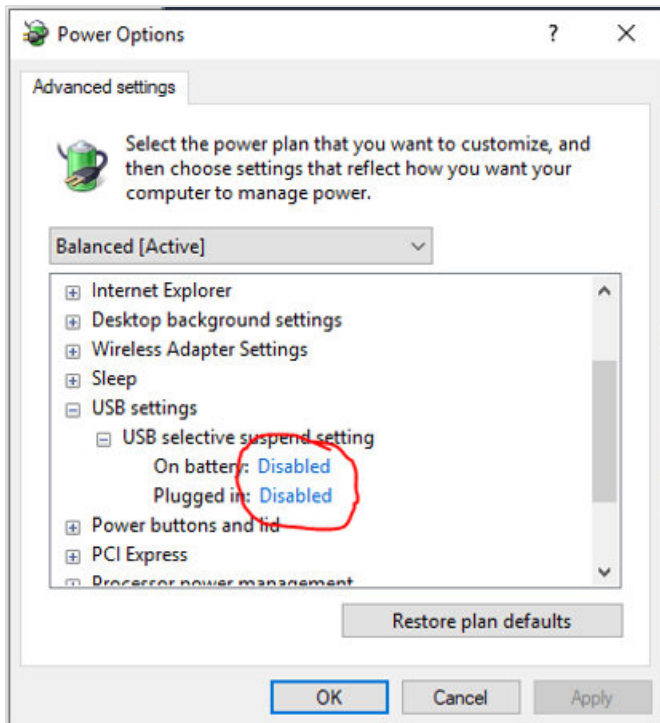 Power Options
?
Advanced settings
Select the power plan that you want to customize, and
then choose settings that reflect how you want your
computer to manage power.
Balanced [Active]
Internet Explorer
Desktop background settings
Wireless Adapter Settings
Sleep
USB settings
USB selective suspend setting
On battery: Disabled
Plugged in: Disabled
Power buttons and lid
PCI Express
Processor power management
Restore plan defaults
OK Cancel Apply